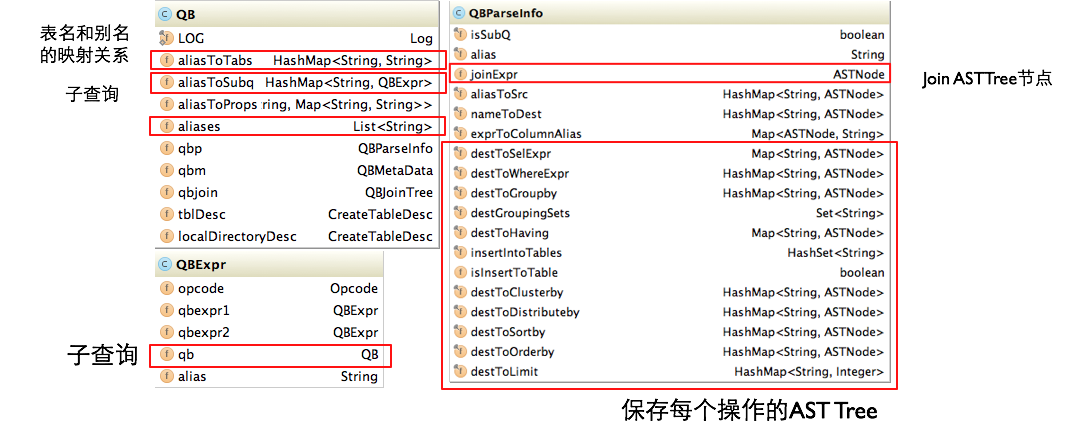 表名和别名
的映射关系
子查询
QB
LOG Log
aliasToTabs HashMap<String, String>
aliasToSubq HashMap<String, QBExpr>
aliasToProps ring, Map<String, String>>
aliases List<String>
qbp QBParseInfo
qbm QBMetaData
qbjoin QBJoinTree
tblDesc CreateTableDesc
localDirectoryDesc CreateTableDesc
子查询
QBExpr
opcode Opcode
qbexpr1 QBExpr
qbexpr2 QBExpr
qb QB
alias String
QBParseInfo
isSubQ boolean
alias String
joinExpr ASTNode
aliasToSrc HashMap<String, ASTNode>
nameToDest HashMap<String, ASTNode>
exprToColumnAlias Map<ASTNode, String>
destToSelExpr Map<String, ASTNode>
destToWhereExpr HashMap<String, ASTNode>
destToGroupby HashMap<String, ASTNode>
destGroupingSets Set<String>
destToHaving Map<String, ASTNode>
insertIntoTables HashSet<String>
isInsertToTable boolean
destToClusterby HashMap<String, ASTNode>
destToDistributeby HashMap<String, ASTNode>
destToSortby HashMap<String, ASTNode>
destToOrderby HashMap<String, ASTNode>
destToLimit HashMap<String, Integer>
Join ASTTree节点
保存每个操作的AST Tree